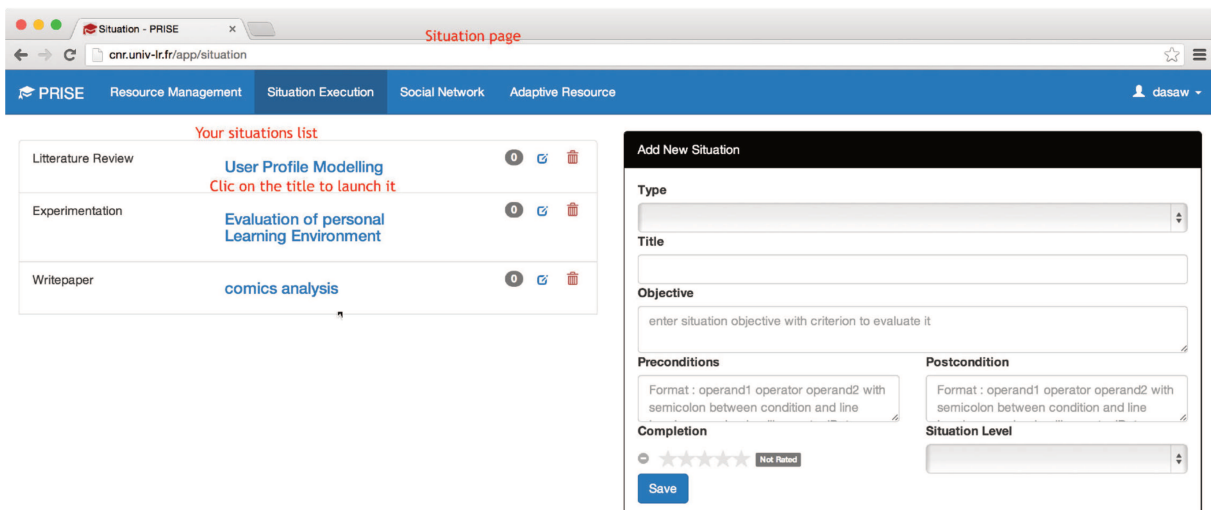 Situation - PRISE
Situation page
cnr.univ-lr.fr/app/situation
PRISE Resource Management Situation Execution Social Network Adaptive Resource dasaw
Your situations list
Litterature Review User Profile Modelling 0
Clic on the title to launch it
Experimentation Evaluation of personal 0
Learning Environment
Writepaper comics analysis 0
Add New Situation
Type
Title
Objective
enter situation objective with criterion to evaluate it
Preconditions Postcondition
Format : operand1 operator operand2 with Format : operand1 operator operand2 with
semicolon between condition and line semicolon between condition and line
Completion Situation Level
Not Rated
Save